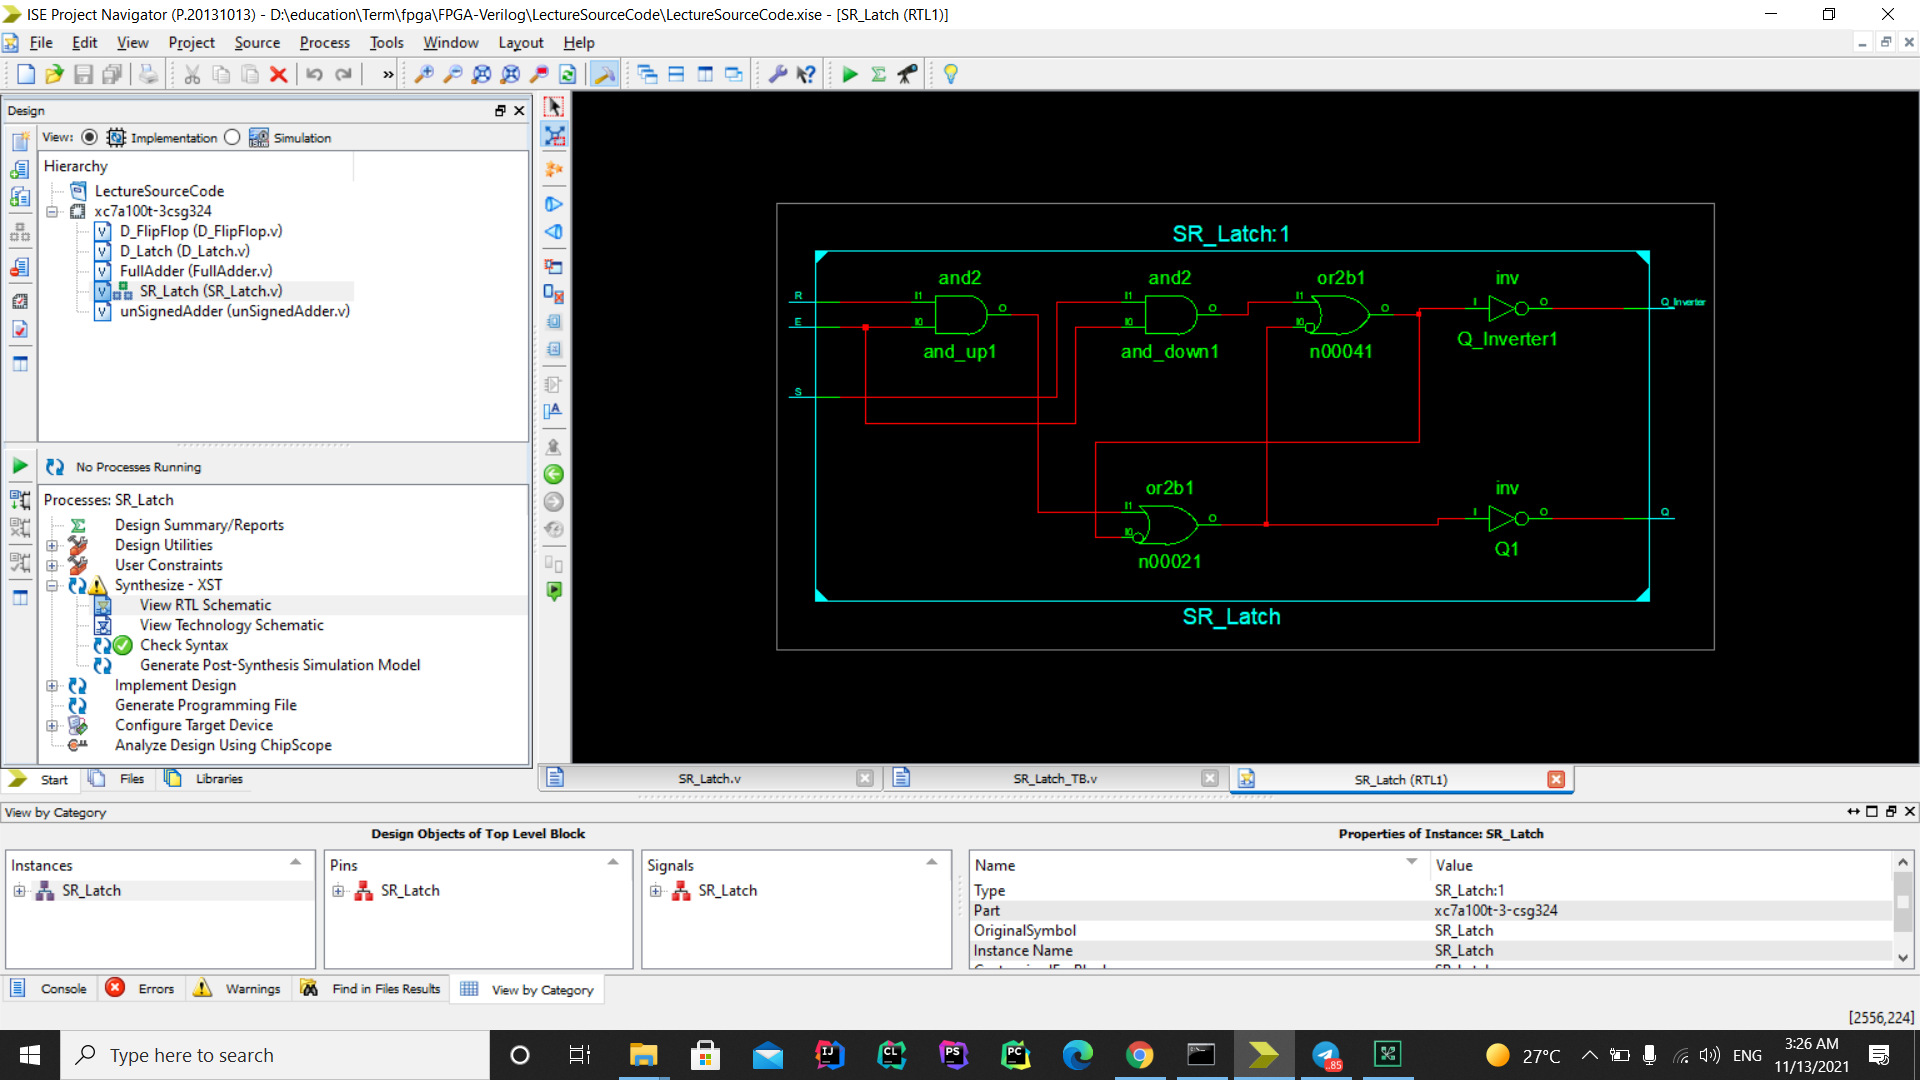 ISE Project Navigator (P.20131013) - D:\education\Term\fpga\FPGA-Verilog\LectureSourceCode\LectureSourceCode.xise - [SR_Latch (RTL1)]
File Edit View Project Source Process Tools Window Layout Help
»
Design
View: Implementation Simulation
Hierarchy
LectureSourceCode
xc7a100t-3csg324
D_FlipFlop (D_FlipFlop.v)
D_Latch (D_Latch.v)
FullAdder (FullAdder.v)
SR_Latch (SR_Latch.v)
unSignedAdder (unSignedAdder.v)
No Processes Running
Processes: SR_Latch
Design Summary/Reports
Design Utilities
User Constraints
Synthesize - XST
View RTL Schematic
View Technology Schematic
Check Syntax
Generate Post-Synthesis Simulation Model
Implement Design
Generate Programming File
Configure Target Device
Analyze Design Using ChipScope
Start Files Libraries
SR_Latch:1
and2 and2 or2b1 inv
R I1 O I1 O I1 O I O Q_Inverter
E I0 I0 I0
and_up1 and_down1 n00041 Q_Inverter1
S
or2b1 inv
I1 O I O Q
I0
n00021 Q1
SR_Latch
SR_Latch.v SR_Latch_TB.v SR_Latch (RTL1)
View by Category
Design Objects of Top Level Block Properties of Instance: SR_Latch
Instances Pins Signals Name Value
SR_Latch SR_Latch SR_Latch Type SR_Latch:1
Part xc7a100t-3-csg324
OriginalSymbol SR_Latch
Instance Name SR_Latch
Console Errors Warnings Find in Files Results View by Category
[2556,224]
Type here to search
IJ CL PS PC 85 27°C ENG 3:26 AM
11/13/2021